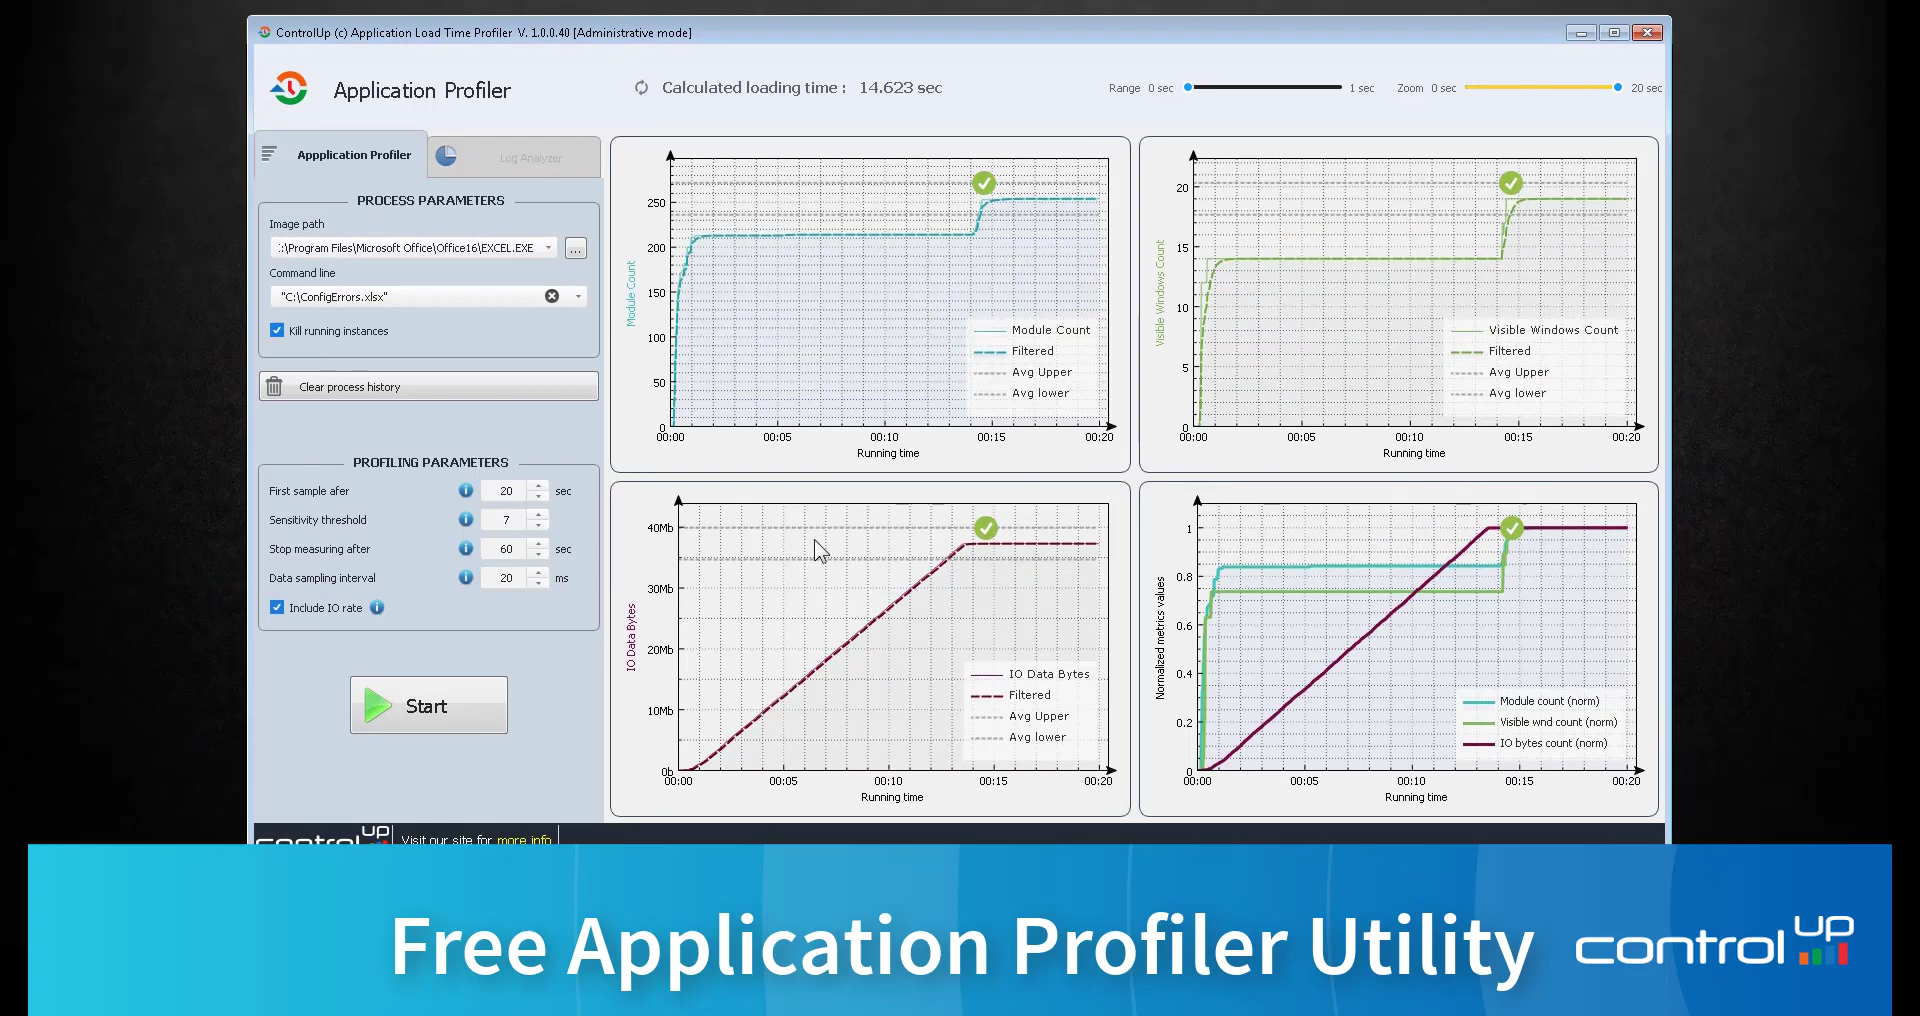 ControlUp (c) Application Load Time Profiler V. 1.0.0.40 [Administrative mode]
Application Profiler
Calculated loading time : 14.623 sec
Range 0 sec 1 sec Zoom 0 sec 20 sec
Appplication Profiler
Log Analyzer
PROCESS PARAMETERS
Image path
:\Program Files\Microsoft Office\Office16\EXCEL.EXE
...
Command line
"C:\ConfigErrors.xlsx"
Kill running instances
Clear process history
PROFILING PARAMETERS
First sample afer 20 sec
Sensitivity threshold 7
Stop measuring after 60 sec
Data sampling interval 20 ms
Include IO rate
Start
Module Count
250
200
150
100
50
0
00:00 00:05 00:10 00:15 00:20
Running time
Module Count
Filtered
Avg Upper
Avg lower
Visible Windows Count
20
15
10
5
0
00:00 00:05 00:10 00:15 00:20
Running time
Visible Windows Count
Filtered
Avg Upper
Avg lower
IO Data Bytes
40Mb
30Mb
20Mb
10Mb
0b
00:00 00:05 00:10 00:15 00:20
Running time
IO Data Bytes
Filtered
Avg Upper
Avg lower
Normalized metrics values
1
0.8
0.6
0.4
0.2
0
00:00 00:05 00:10 00:15 00:20
Running time
Module count (norm)
Visible wnd count (norm)
IO bytes count (norm)
control up
Visit our site for more info
Free Application Profiler Utility
control up